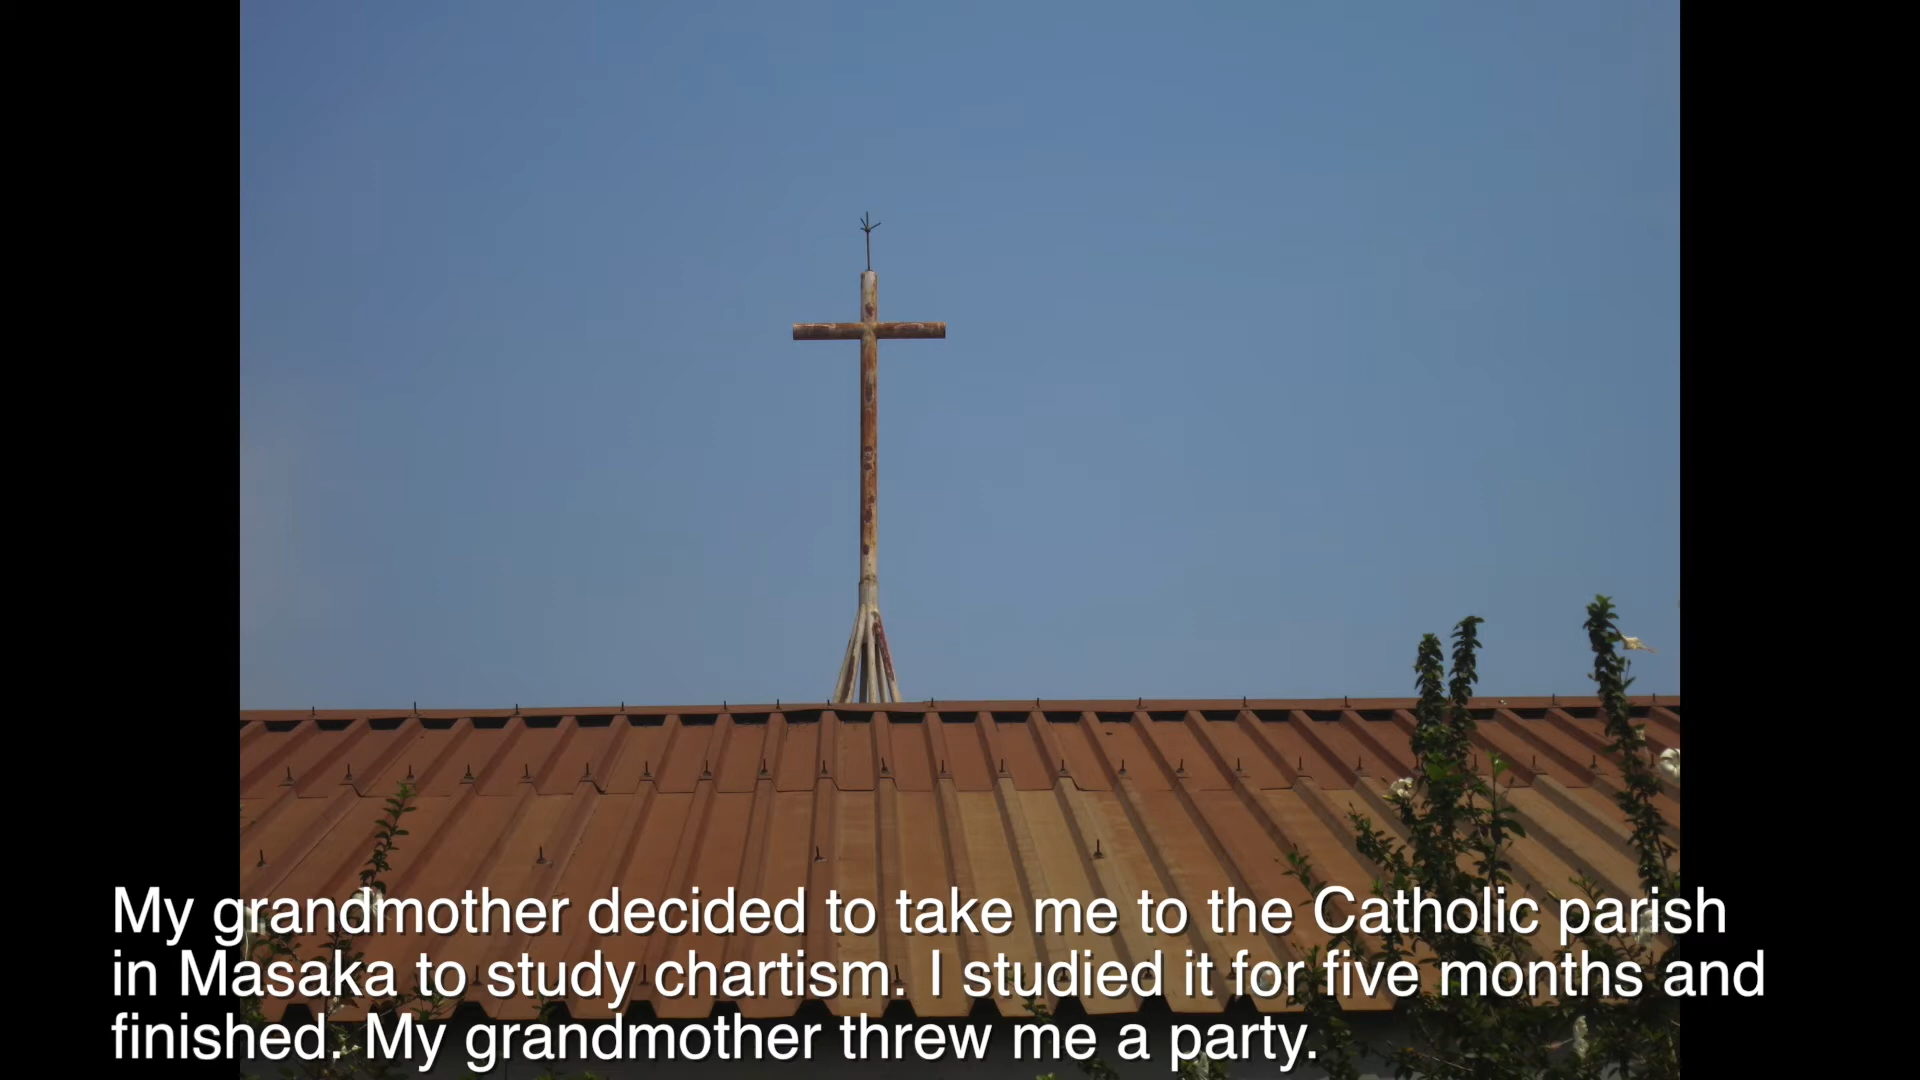 My grandmother decided to take me to the Catholic parish
in Masaka to study chartism. I studied it for five months and
finished. My grandmother threw me a party.